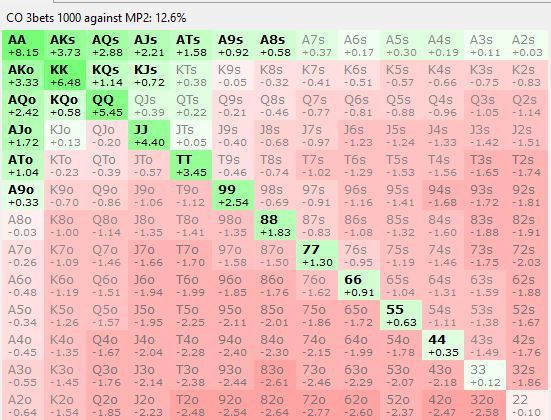 CO 3bets 1000 against MP2: 12.6%
AA AKs AQs AJs ATs A9s A8s A7s A6s A5s A4s A3s A2s
+8.15 +3.73 +2.88 +2.21 +1.58 +0.92 +0.58 +0.37 +0.17 +0.30 +0.19 +0.11 +0.03
AKo KK KQs KJs KTs K9s K8s K7s K6s K5s K4s K3s K2s
+3.33 +6.48 +1.14 +0.72 +0.38 -0.05 -0.32 -0.41 -0.51 -0.57 -0.66 -0.75 -0.83
AQo KQo QQ QJs QTs Q9s Q8s Q7s Q6s Q5s Q4s Q3s Q2s
+2.42 +0.58 +5.45 +0.39 +0.22 -0.21 -0.46 -0.77 -0.81 -0.88 -0.96 -1.05 -1.14
AJo KJo QJo JJ JTs J9s J8s J7s J6s J5s J4s J3s J2s
+1.72 +0.13 -0.20 +4.40 +0.05 -0.40 -0.68 -0.97 -1.23 -1.24 -1.33 -1.42 -1.51
ATo KTo QTo JTo TT T9s T8s T7s T6s T5s T4s T3s T2s
+1.04 -0.23 -0.39 -0.57 +3.45 -0.46 -0.74 -1.02 -1.29 -1.53 -1.56 -1.65 -1.74
A9o K9o Q9o J9o T9o 99 98s 97s 96s 95s 94s 93s 92s
+0.33 -0.70 -0.86 -1.06 -1.12 +2.54 -0.69 -0.91 -1.16 -1.41 -1.68 -1.72 -1.81
A8o K8o Q8o J8o T8o 98o 88 87s 86s 85s 84s 83s 82s
-0.03 -1.00 -1.14 -1.35 -1.41 -1.35 +1.83 -0.83 -1.08 -1.32 -1.60 -1.88 -1.91
A7o K7o Q7o J7o T7o 97o 87o 77 76s 75s 74s 73s 72s
-0.26 -1.09 -1.46 -1.66 -1.70 -1.58 -1.50 +1.30 -0.95 -1.19 -1.46 -1.75 -2.03
A6o K6o Q6o J6o T6o 96o 86o 76o 66 65s 64s 63s 62s
-0.48 -1.19 -1.51 -1.94 -1.99 -1.85 -1.76 -1.62 +0.91 -1.04 -1.31 -1.59 -1.88
A5o K5o Q5o J5o T5o 95o 85o 75o 65o 55 54s 53s 52s
-0.34 -1.26 -1.57 -1.95 -2.25 -2.11 -2.01 -1.86 -1.72 +0.63 -1.11 -1.38 -1.67
A4o K4o Q4o J4o T4o 94o 84o 74o 64o 54o 44 43s 42s
-0.45 -1.35 -1.67 -2.04 -2.28 -2.40 -2.30 -2.15 -1.99 -1.78 +0.35 -1.49 -1.76
A3o K3o Q3o J3o T3o 93o 83o 73o 63o 53o 43o 33 32s
-0.55 -1.45 -1.76 -2.14 -2.38 -2.44 -2.61 -2.46 -2.29 -2.07 -2.18 +0.12 -1.86
A2o K2o Q2o J2o T2o 92o 82o 72o 62o 52o 42o 32o 22
-0.64 -1.54 -1.85 -2.23 -2.48 -2.54 -2.64 -2.77 -2.60 -2.37 -2.47 -2.58 -0.10